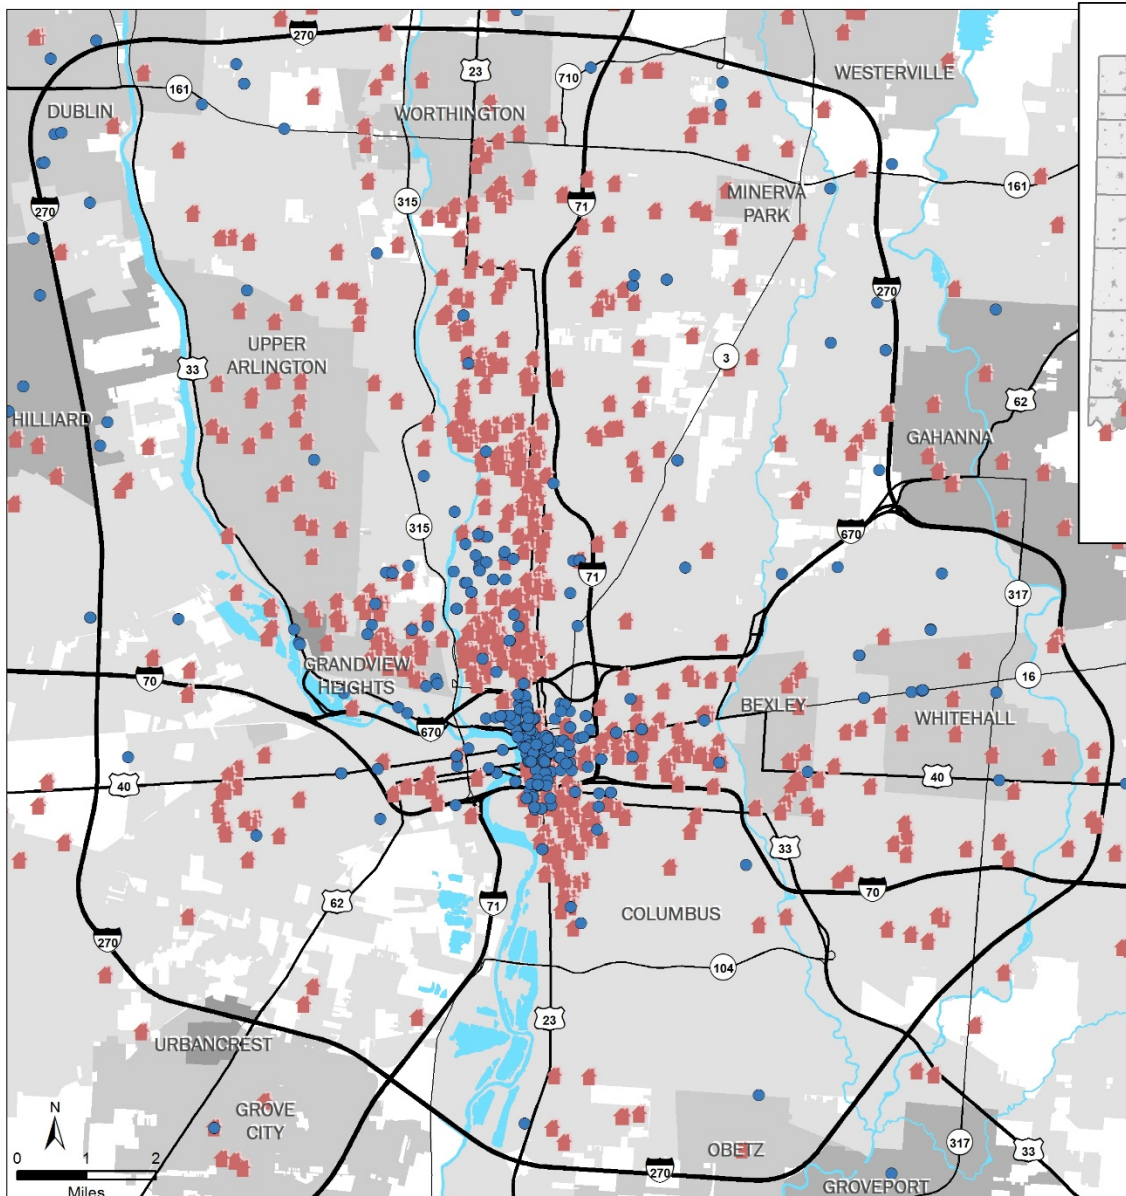 270
23
710
WESTERVILLE
161
DUBLIN
WORTHINGTON
161
270
315
71
MINERVA
PARK
270
UPPER
ARLINGTON
33
3
62
HILLIARD
GAHANNA
315
670
71
317
GRANDVIEW
HEIGHTS
70
16
BEXLEY
WHITEHALL
670
40
40
33
62
71
70
COLUMBUS
270
104
23
URBANCREST
N
GROVE
CITY
OBETZ
317
33
0 1 2
270
Miles
GROVEPORT